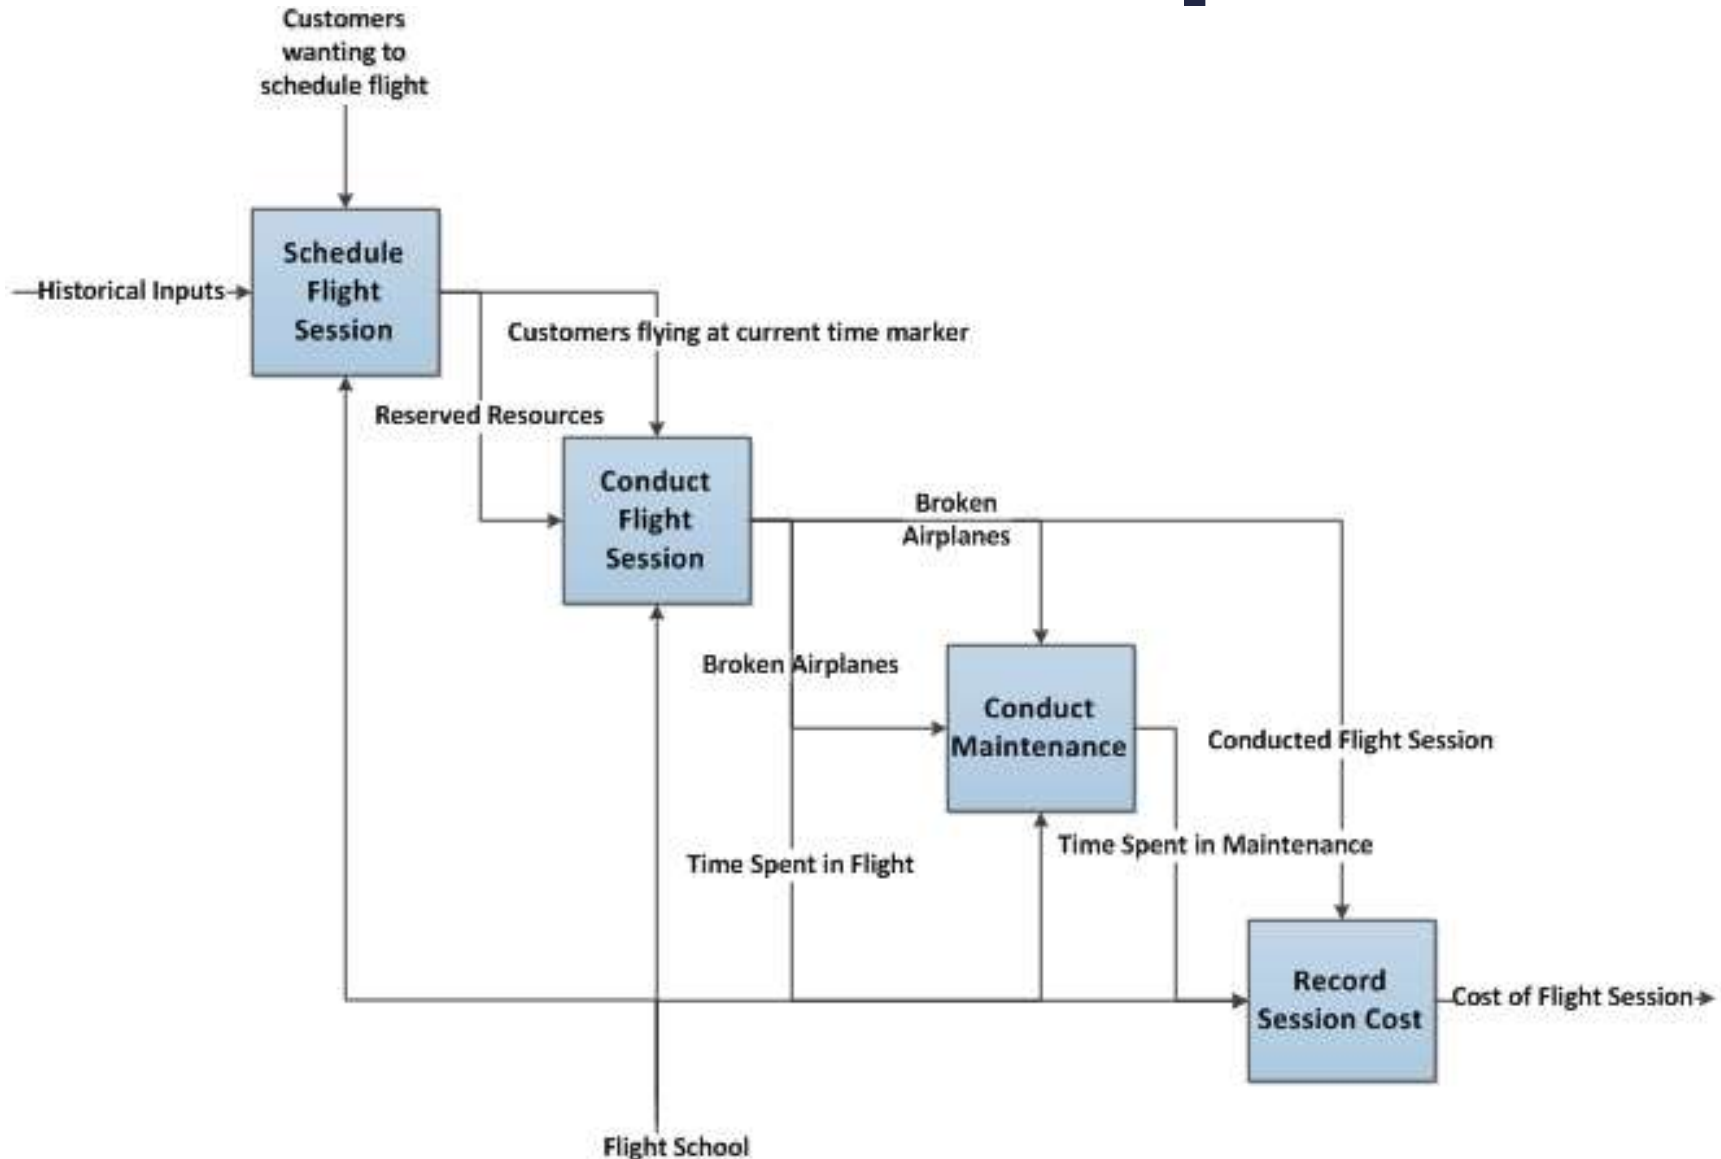 Customers
wanting to
schedule flight
Schedule
Flight
Session
Historical Inputs
Customers flying at current time marker
Reserved Resources
Conduct
Flight
Session
Broken
Airplanes
Broken Airplanes
Conduct
Maintenance
Conducted Flight Session
Time Spent in Maintenance
Time Spent in Flight
Record
Session Cost
Cost of Flight Session
Flight School